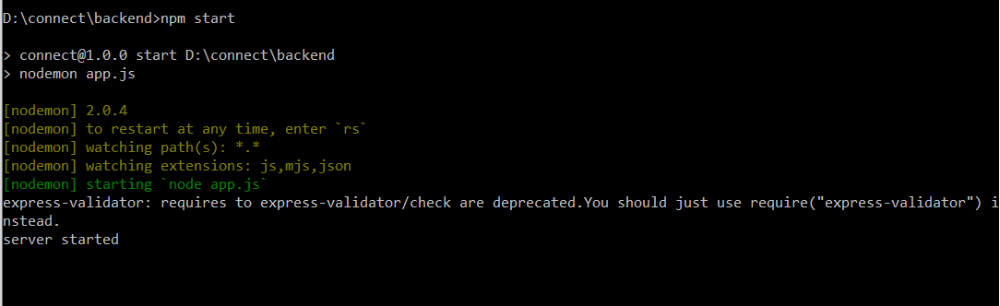 D:\connect\backend>npm start
> connect@1.0.0 start D:\connect\backend
> nodemon app.js
[nodemon] 2.0.4
[nodemon] to restart at any time, enter `rs`
[nodemon] watching path(s): *.*
[nodemon] watching extensions: js,mjs,json
[nodemon] starting `node app.js`
express-validator: requires to express-validator/check are deprecated.You should just use require("express-validator") i
nstead.
server started